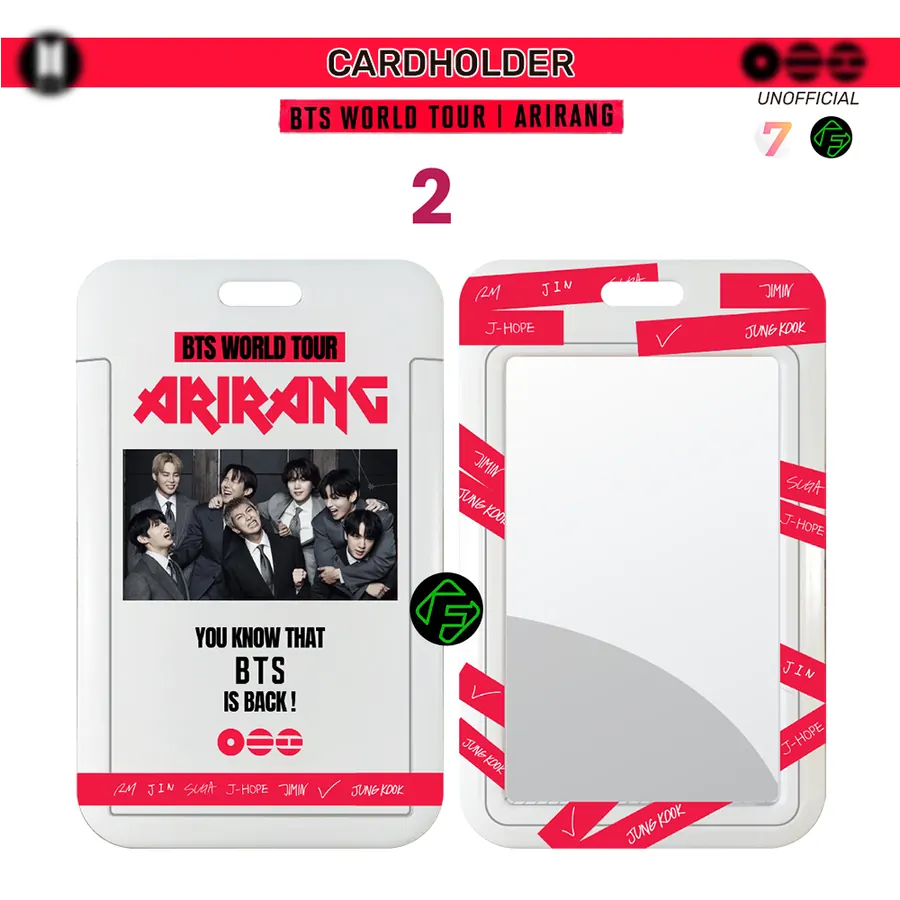 CARDHOLDER
UNOFFICIAL
BTS WORLD TOUR | ARIRANG
7
2
BTS WORLD TOUR
ARIRANG
YOU KNOW THAT
BTS
IS BACK !
RM JIN SUGA J-HOPE JIMIN V JUNG KOOK
RM JIN SUGA
JIMIN
J-HOPE
V JUNG KOOK
JIMIN
JUNG KOOK
SUGA
J-HOPE
JIN
V
J-HOPE
JUNG KOOK
V
JUNG KOOK